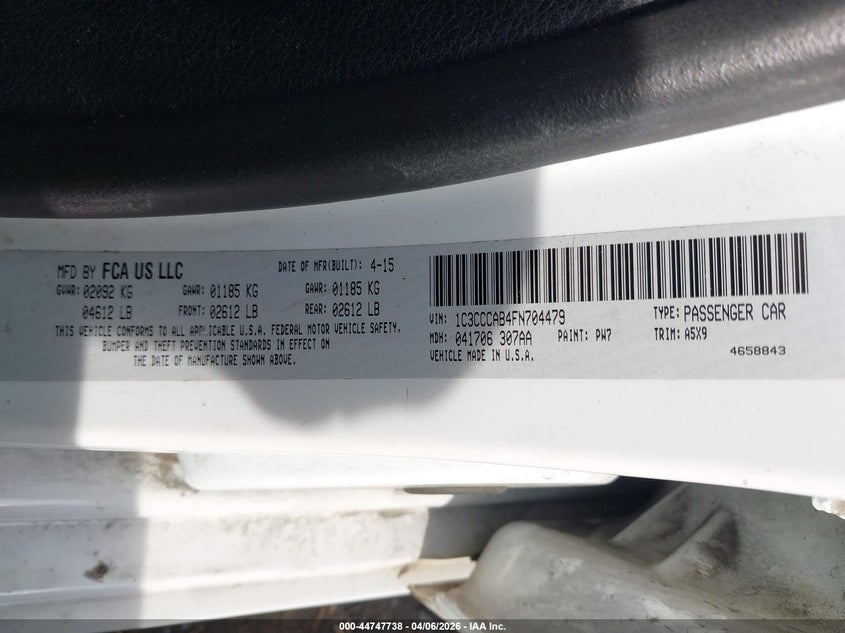 MFD BY FCA US LLC DATE OF MFR(BUILT): 4-15
GVWR: 02092 KG GAWR: 01185 KG GAWR: 01185 KG
04612 LB FRONT: 02612 LB REAR: 02612 LB
THIS VEHICLE CONFORMS TO ALL APPLICABLE U.S.A. FEDERAL MOTOR VEHICLE SAFETY,
BUMPER AND THEFT PREVENTION STANDARDS IN EFFECT ON
THE DATE OF MANUFACTURE SHOWN ABOVE.
VIN: 1C3CCCAB4FN704479 TYPE: PASSENGER CAR
MDH: 041706 307AA PAINT: PW7 TRIM: A5X9
VEHICLE MADE IN U.S.A. 4658843
000-44747738 - 04/06/2026 - IAA Inc.